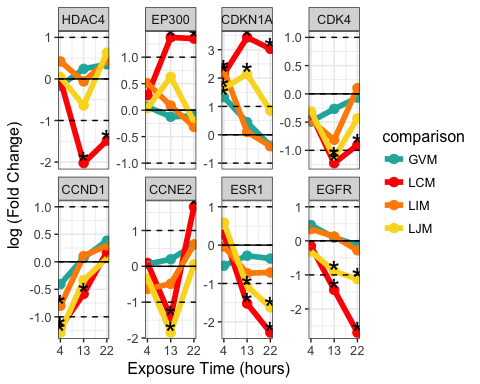 HDAC4 EP300 CDKN1A CDK4
1 0 -1 -2
1.0 0.5 0.0 -0.5 -1.0
3 2 1 0 -1
1.0 0.5 0.0 -0.5 -1.0
log (Fold Change)
comparison
GVM
LCM
LIM
LJM
CCND1 CCNE2 ESR1 EGFR
1.0 0.5 0.0 -0.5 -1.0
1 0 -1 -2
1 0 -1 -2
1 0 -1 -2
4 13 22 4 13 22 4 13 22 4 13 22
Exposure Time (hours)